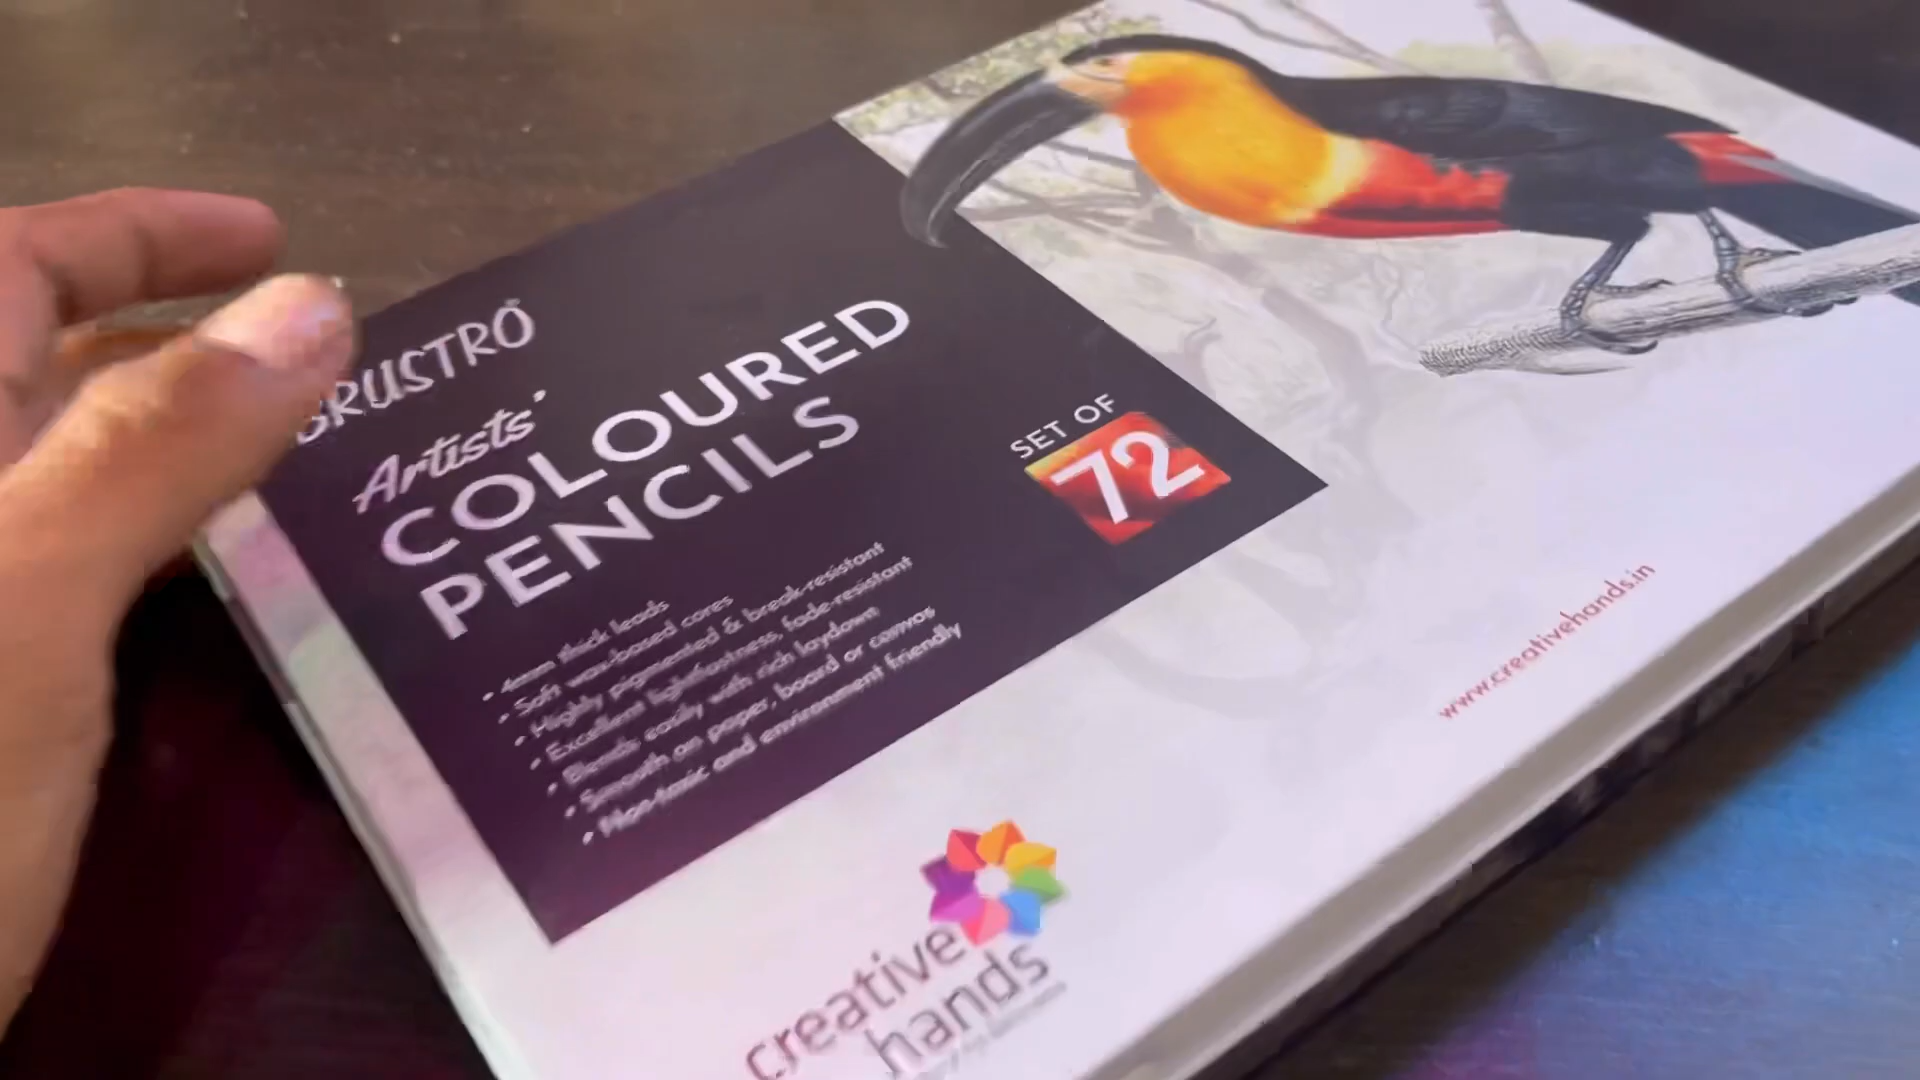 BRUSTRO
Artists'
COLOURED
PENCILS
• 4mm thick leads
• Soft wax-based cores
• Highly pigmented & break-resistant
• Excellent lightfastness, fade-resistant
• Blends easily with rich laydown
• Smooth on paper, board or canvas
• Non-toxic and environment friendly
SET OF
72
www.creativehands.in
creative
hands